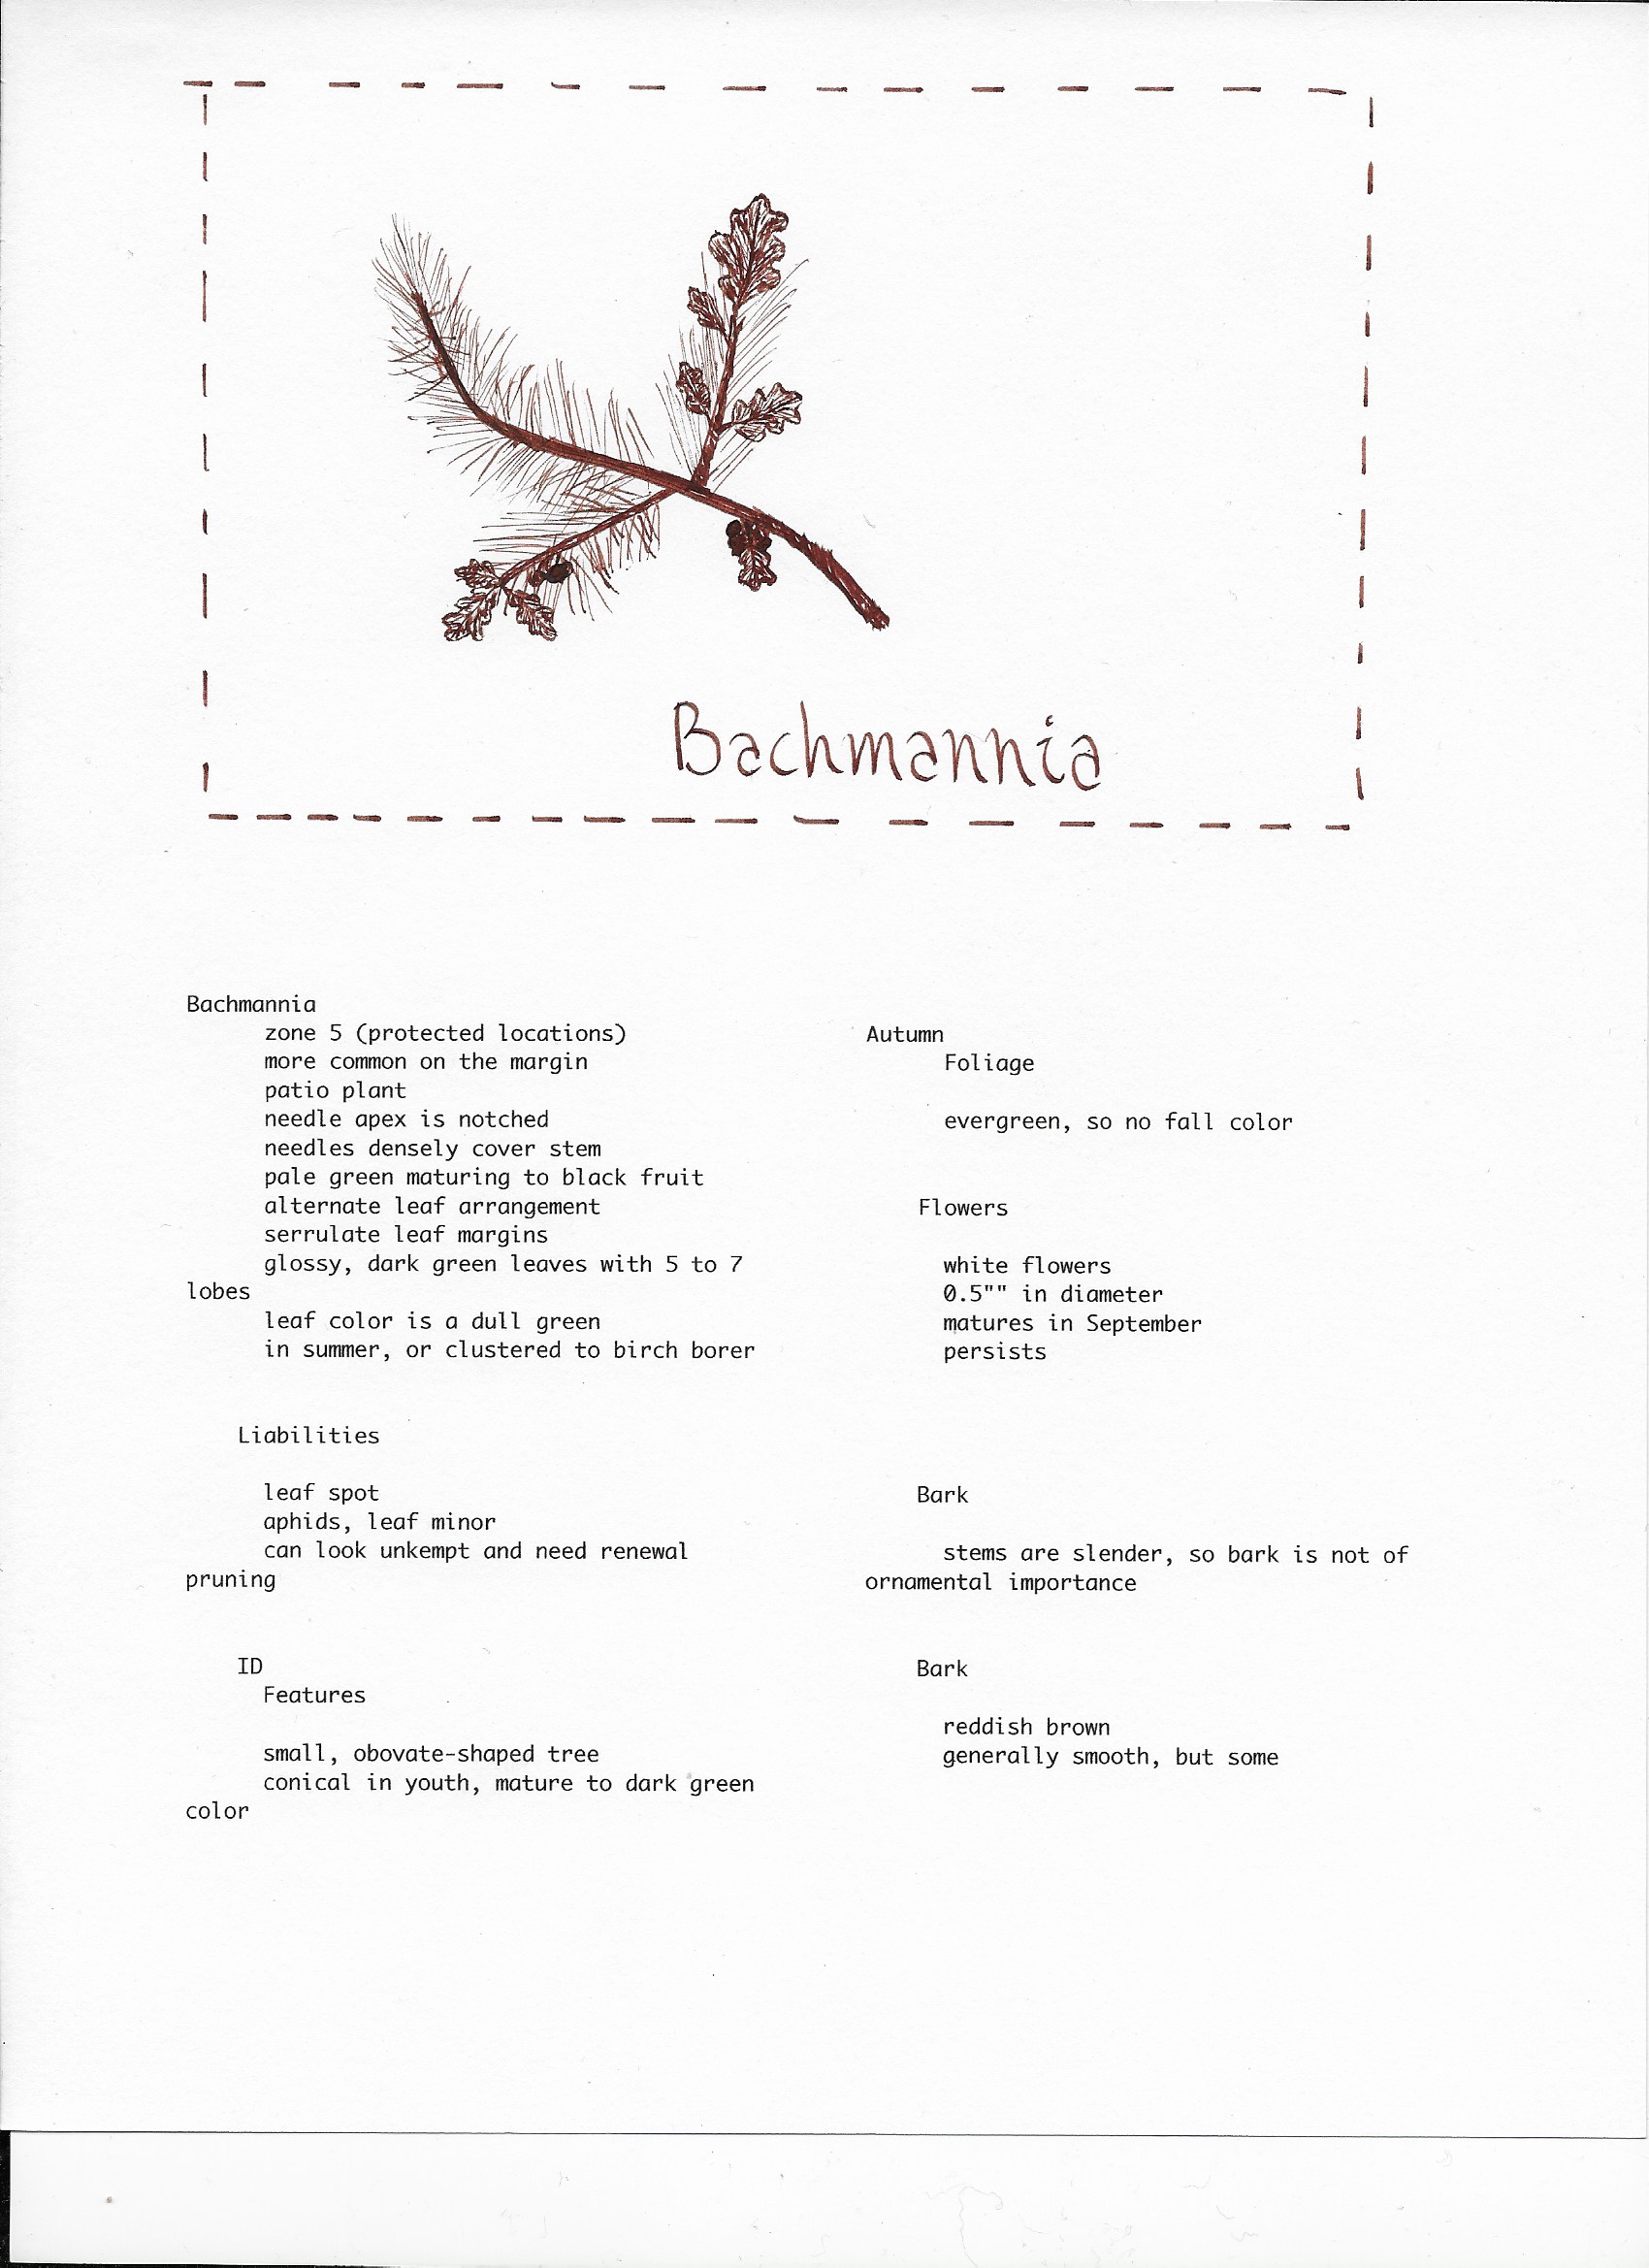 Bachmannia
Bachmannia
zone 5 (protected locations)
more common on the margin
patio plant
needle apex is notched
needles densely cover stem
pale green maturing to black fruit
alternate leaf arrangement
serrulate leaf margins
glossy, dark green leaves with 5 to 7
lobes
leaf color is a dull green
in summer, or clustered to birch borer
Liabilities
leaf spot
aphids, leaf minor
can look unkempt and need renewal
pruning
ID
Features
small, obovate-shaped tree
conical in youth, mature to dark green
color
Autumn
Foliage
evergreen, so no fall color
Flowers
white flowers
0.5"" in diameter
matures in September
persists
Bark
stems are slender, so bark is not of
ornamental importance
Bark
reddish brown
generally smooth, but some